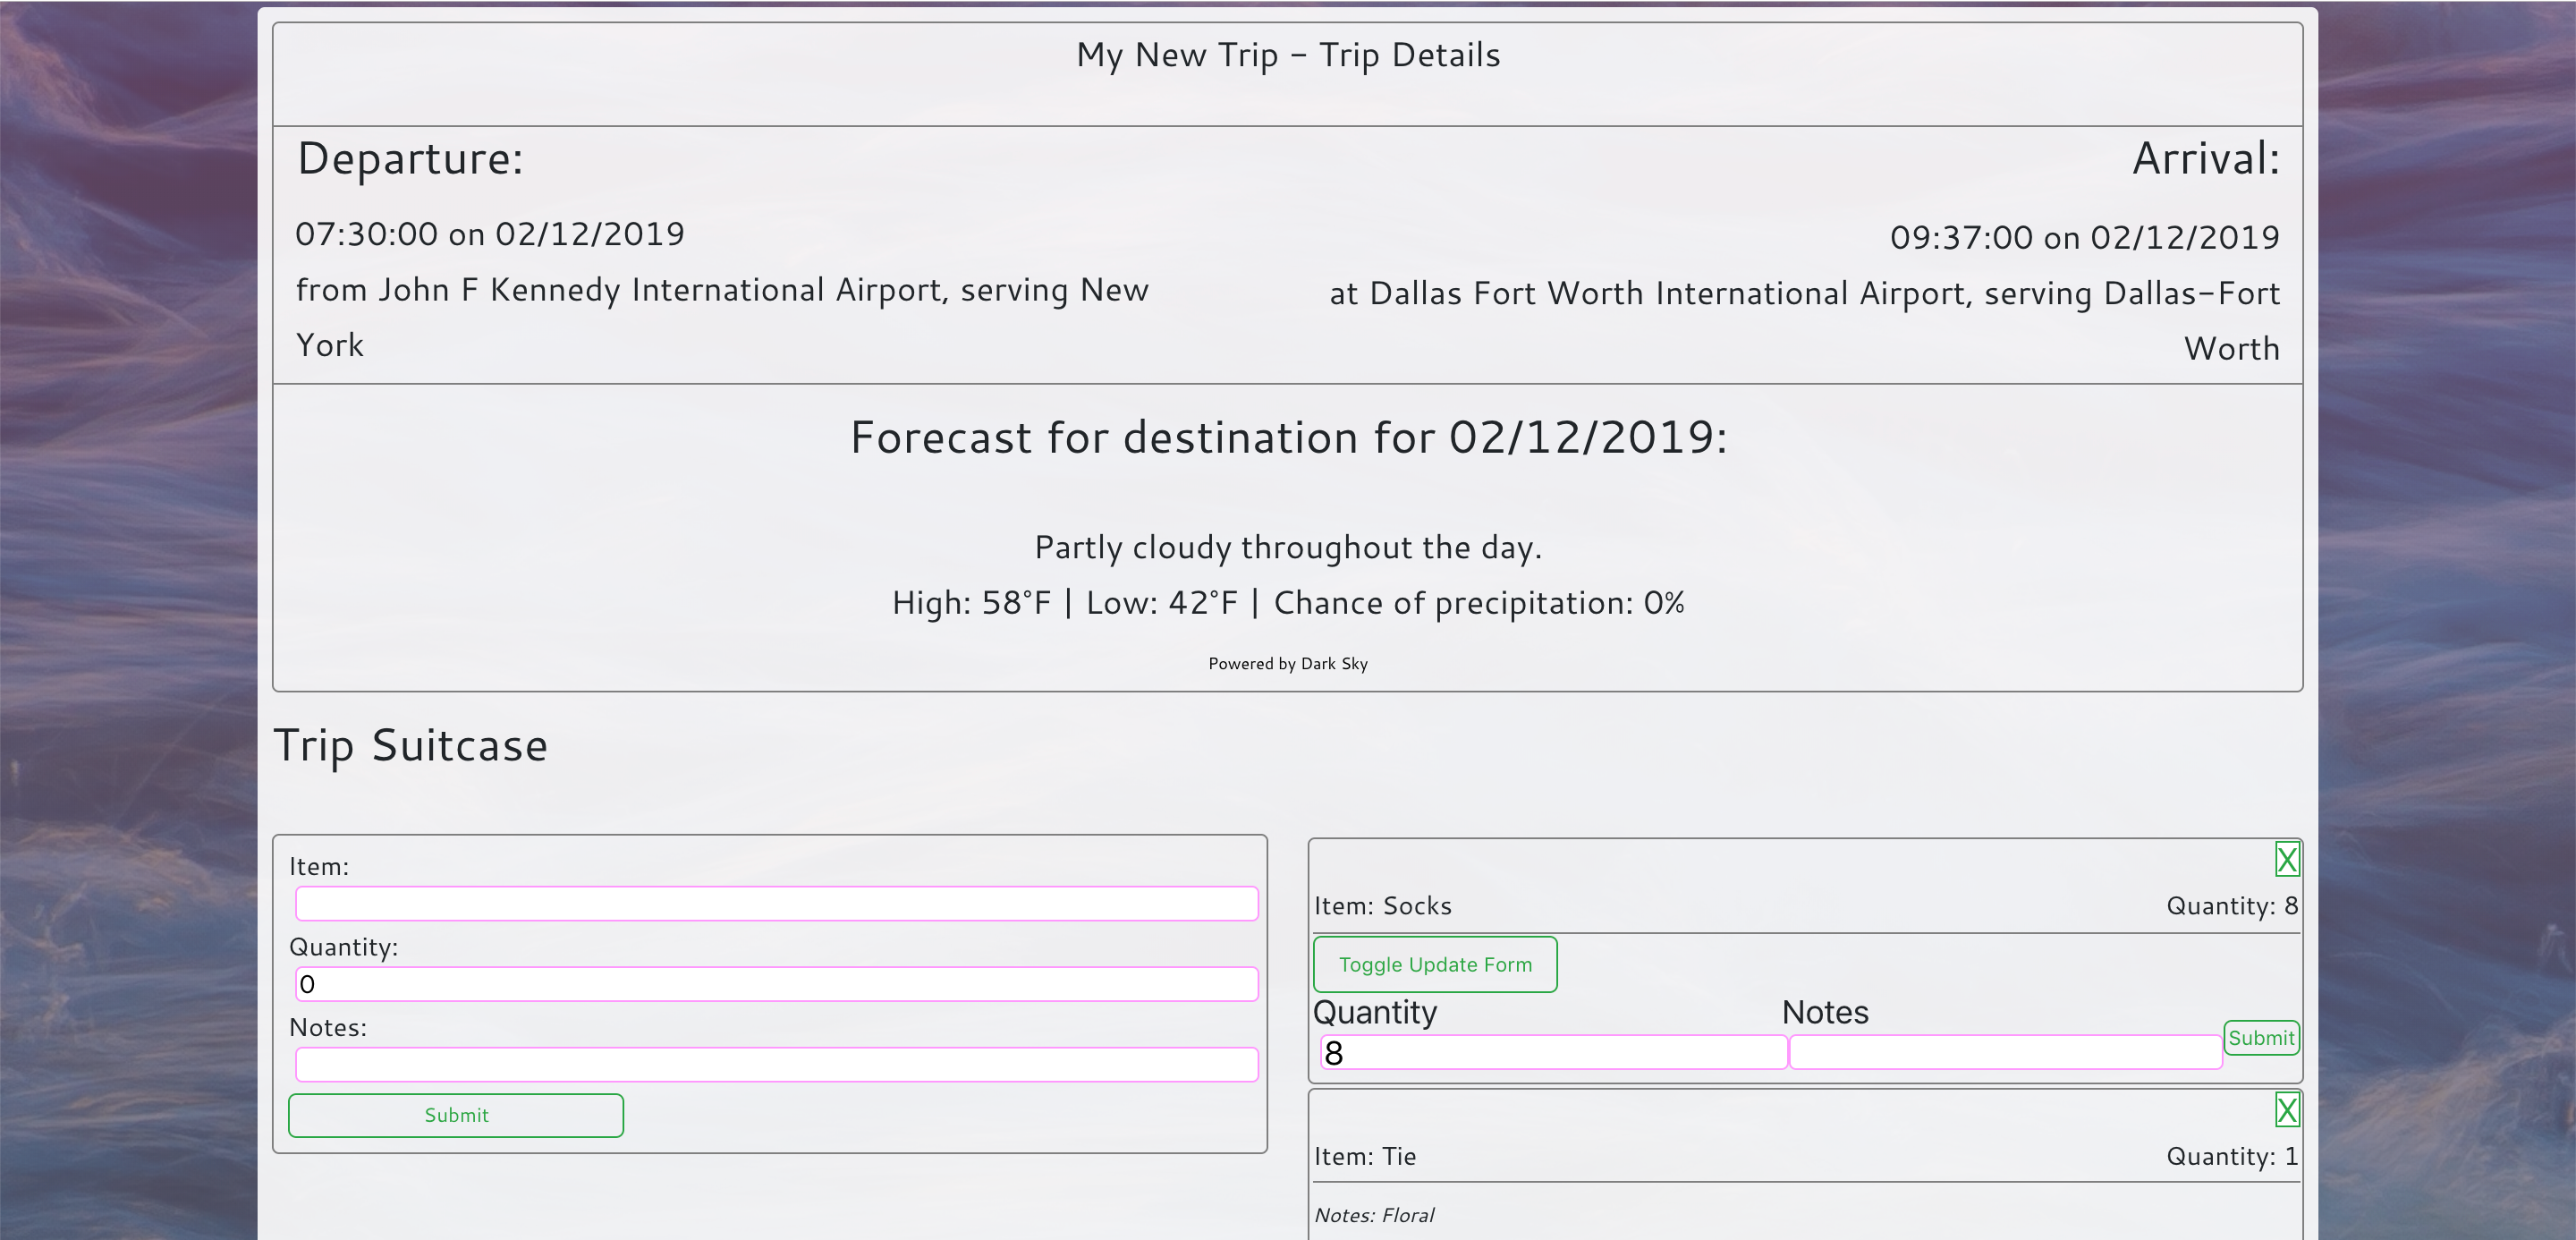 My New Trip - Trip Details
Departure:
07:30:00 on 02/12/2019
from John F Kennedy International Airport, serving New
York
Arrival:
09:37:00 on 02/12/2019
at Dallas Fort Worth International Airport, serving Dallas-Fort
Worth
Forecast for destination for 02/12/2019:
Partly cloudy throughout the day.
High: 58°F | Low: 42°F | Chance of precipitation: 0%
Powered by Dark Sky
Trip Suitcase
Item:
Quantity:
0
Notes:
Submit
X
Item: Socks Quantity: 8
Toggle Update Form
Quantity Notes
8 Submit
X
Item: Tie Quantity: 1
Notes: Floral